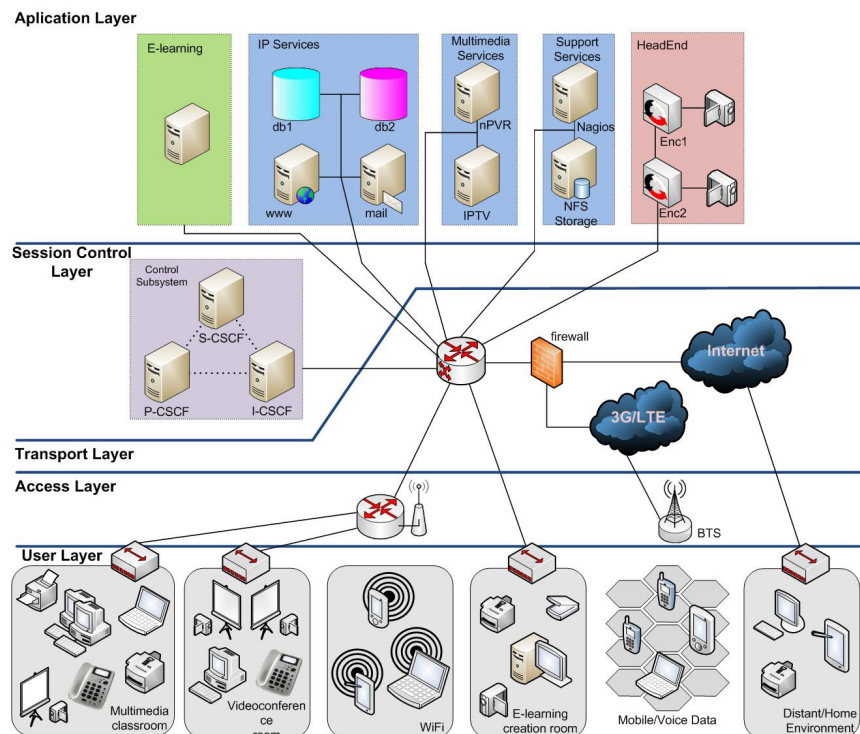 Aplication Layer
E-learning
IP Services
db1
db2
www
mail
Multimedia
Services
nPVR
IPTV
Support
Services
Nagios
NFS
Storage
HeadEnd
Enc1
Enc2
Session Control
Layer
Control
Subsystem
S-CSCF
P-CSCF
I-CSCF
firewall
Internet
3G/LTE
Transport Layer
Access Layer
BTS
User Layer
Multimedia
classroom
Videoconferen
ce
room
WiFi
E-learning
creation room
Mobile/Voice Data
Distant/Home
Environment